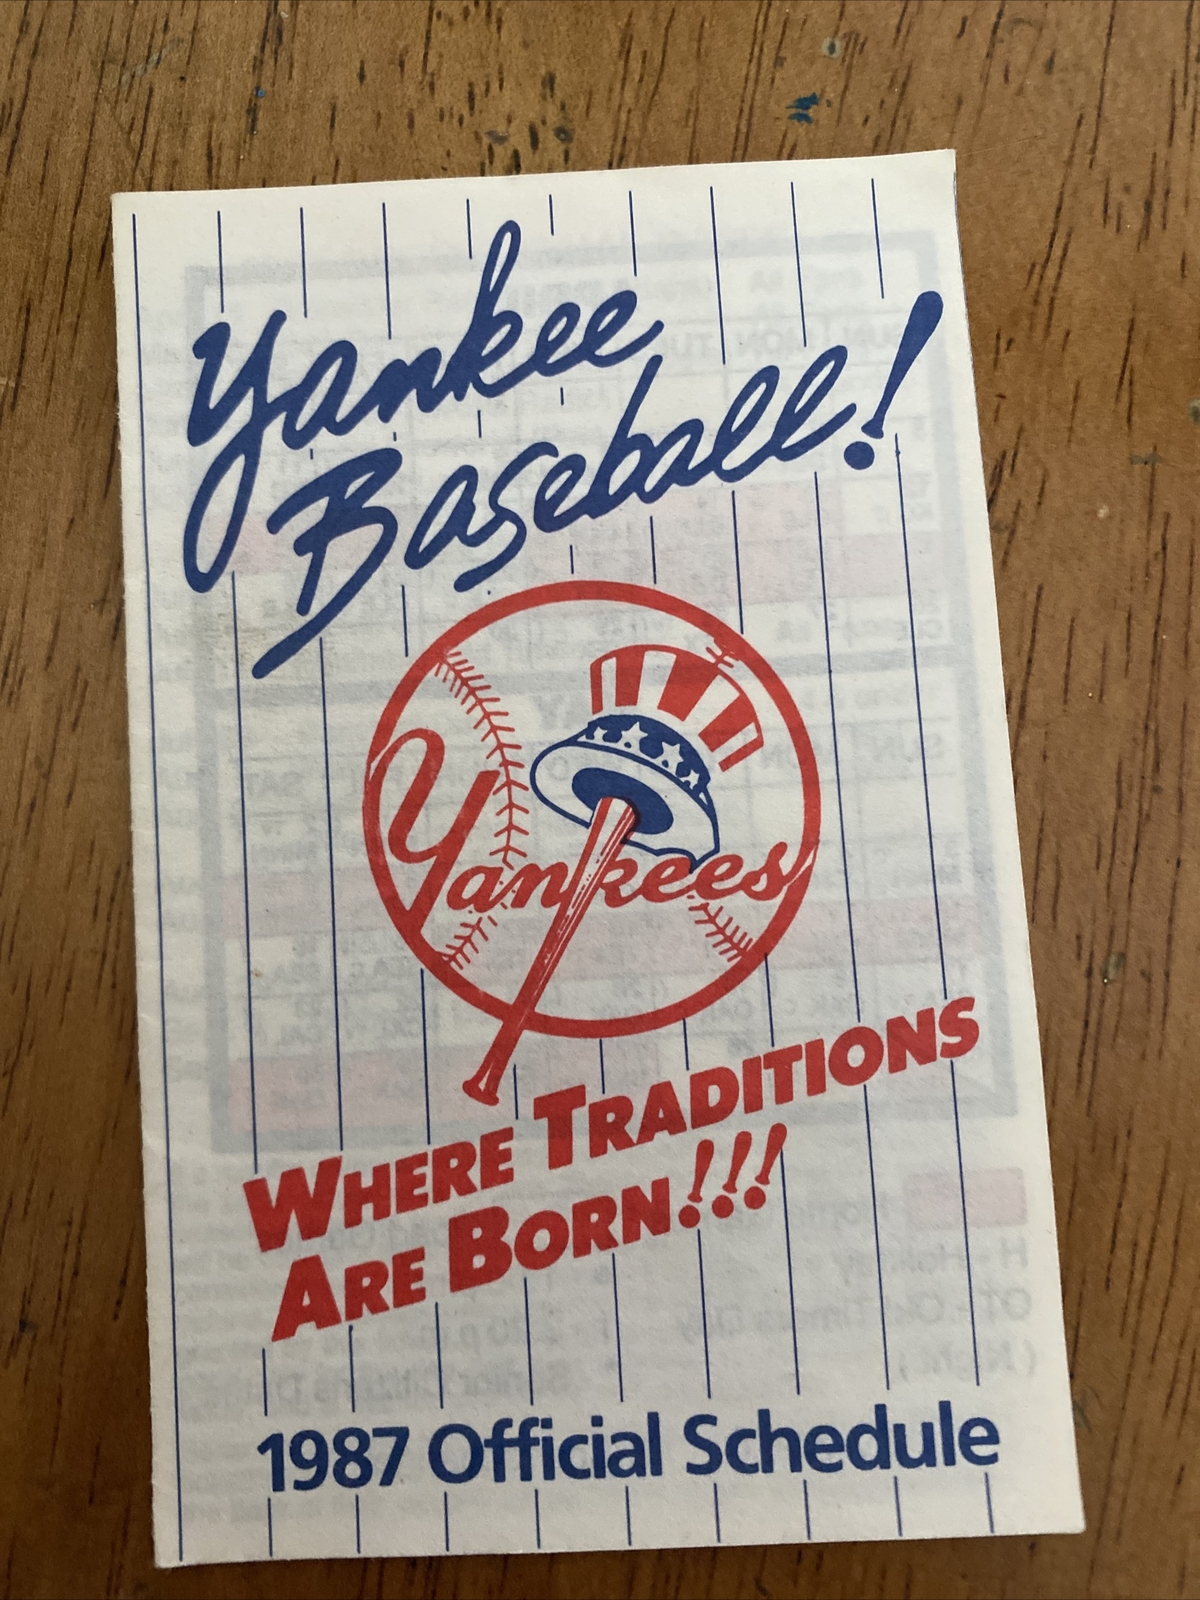 Yankee
Baseball!
Yankees
WHERE TRADITIONS
ARE BORN!!!
1987 Official Schedule